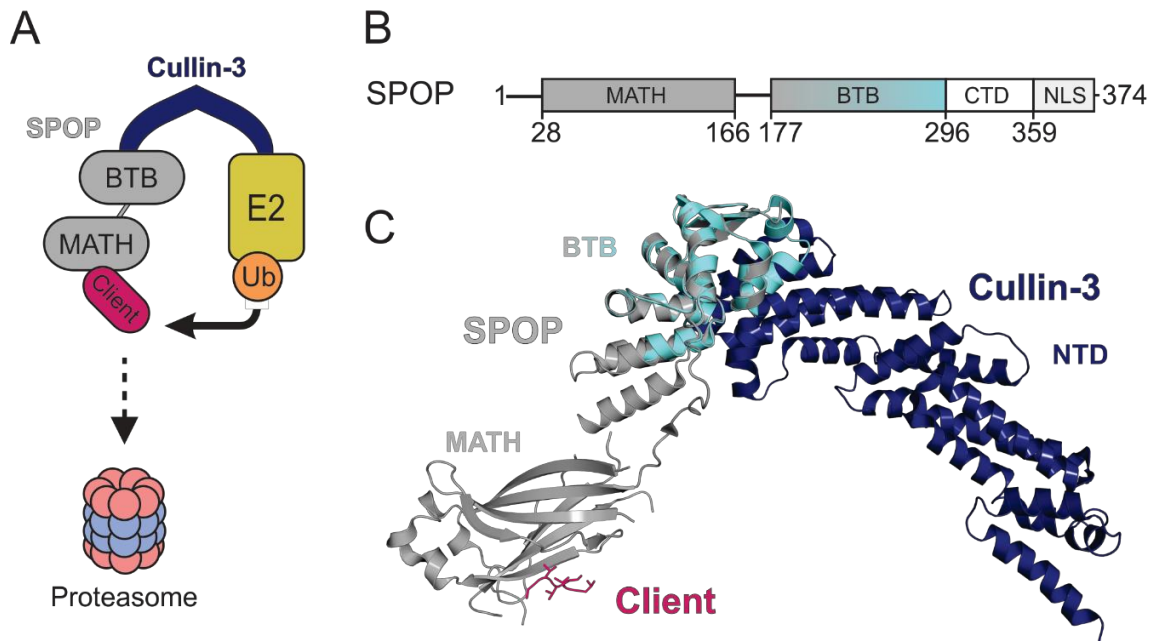 A
Cullin-3
SPOP
BTB
E2
MATH
Client
Ub
Proteasome
B
SPOP 1 MATH BTB CTD NLS 374
28 166 177 296 359
C
BTB
SPOP
Cullin-3
NTD
MATH
Client